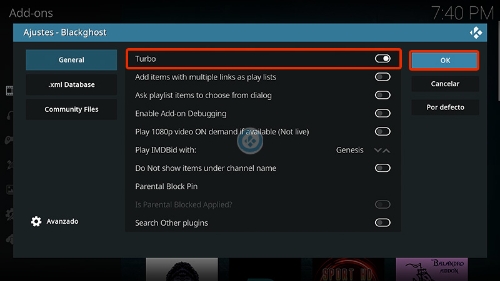 Add-ons
7:40 PM
Ajustes - Blackghost
General
.xml Database
Community Files
Avanzado
Turbo
Add items with multiple links as play lists
Ask playlist items to choose from dialog
Enable Add-on Debugging
Play 1080p video ON demand if available (Not live)
Play IMDBid with:
Genesis
Do Not show items under channel name
Parental Block Pin
Is Parental Blocked Applied?
Search Other plugins
OK
Cancelar
Por defecto
SPORT
BALANDRO